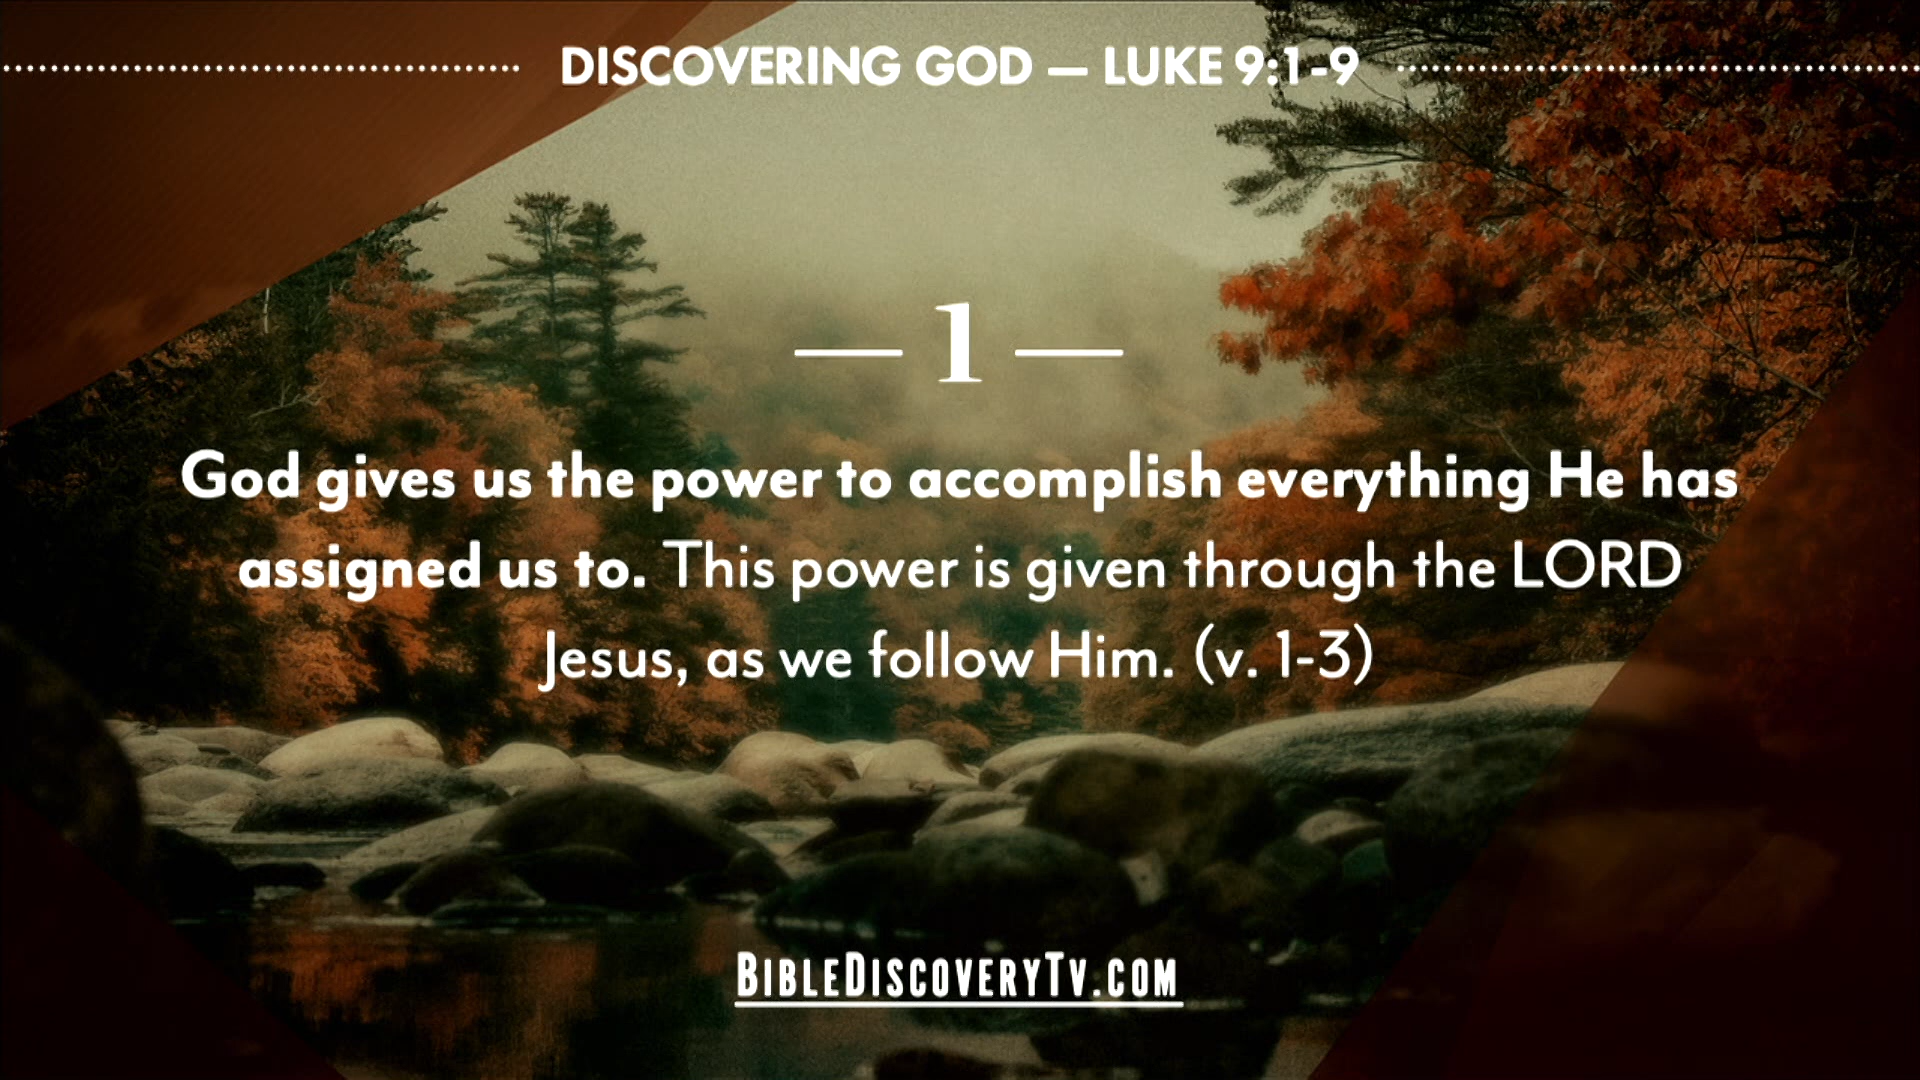 DISCOVERING GOD — LUKE 9:1-9
— 1 —
God gives us the power to accomplish everything He has
assigned us to. This power is given through the LORD
Jesus, as we follow Him. (v. 1-3)
BIBLEDISCOVERYTV.COM